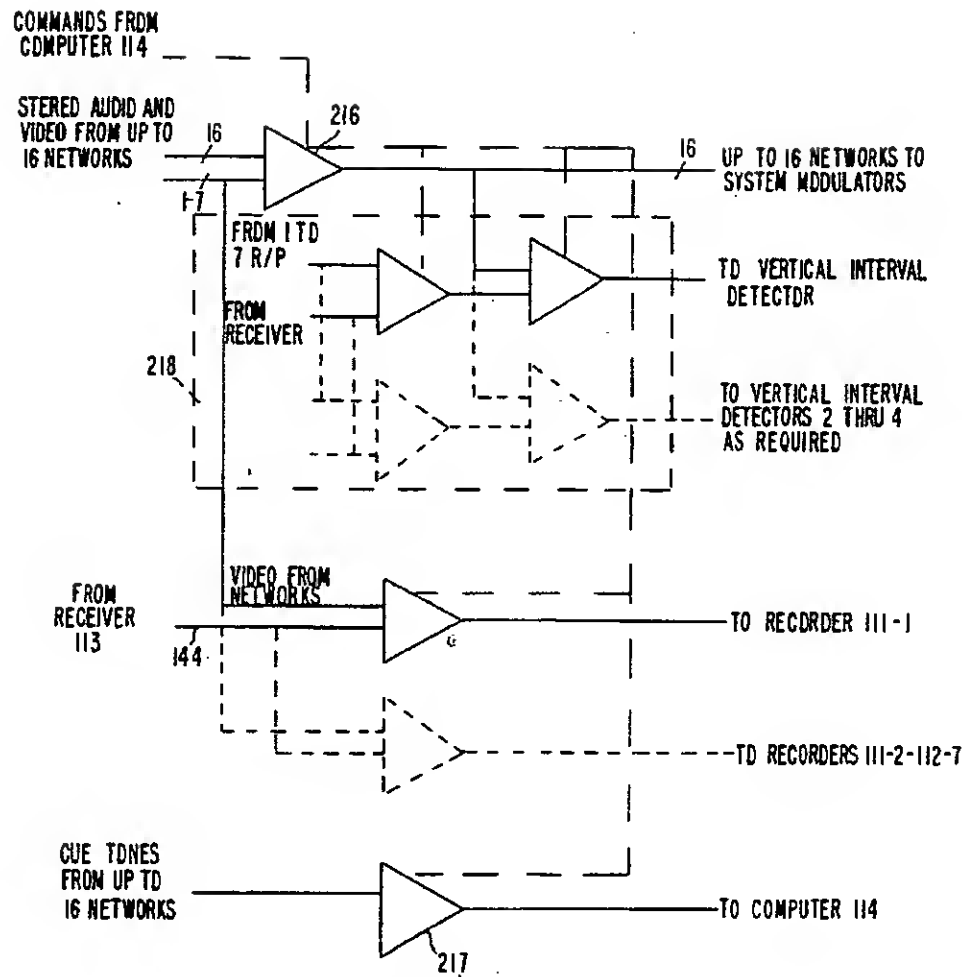 COMMANDS FROM
COMPUTER 114
STEREO AUDIO AND
VIDEO FROM UP TO
16 NETWORKS
16
1-7
216
16
UP TO 16 NETWORKS TO
SYSTEM MODULATORS
FROM 1 TO
7 R/P
FROM
RECEIVER
TO VERTICAL INTERVAL
DETECTOR
218
TO VERTICAL INTERVAL
DETECTORS 2 THRU 4
AS REQUIRED
VIDEO FROM
NETWORKS
FROM
RECEIVER
113
144
TO RECORDER 111-1
TO RECORDERS 111-2-112-7
CUE TONES
FROM UP TO
16 NETWORKS
217
TO COMPUTER 114